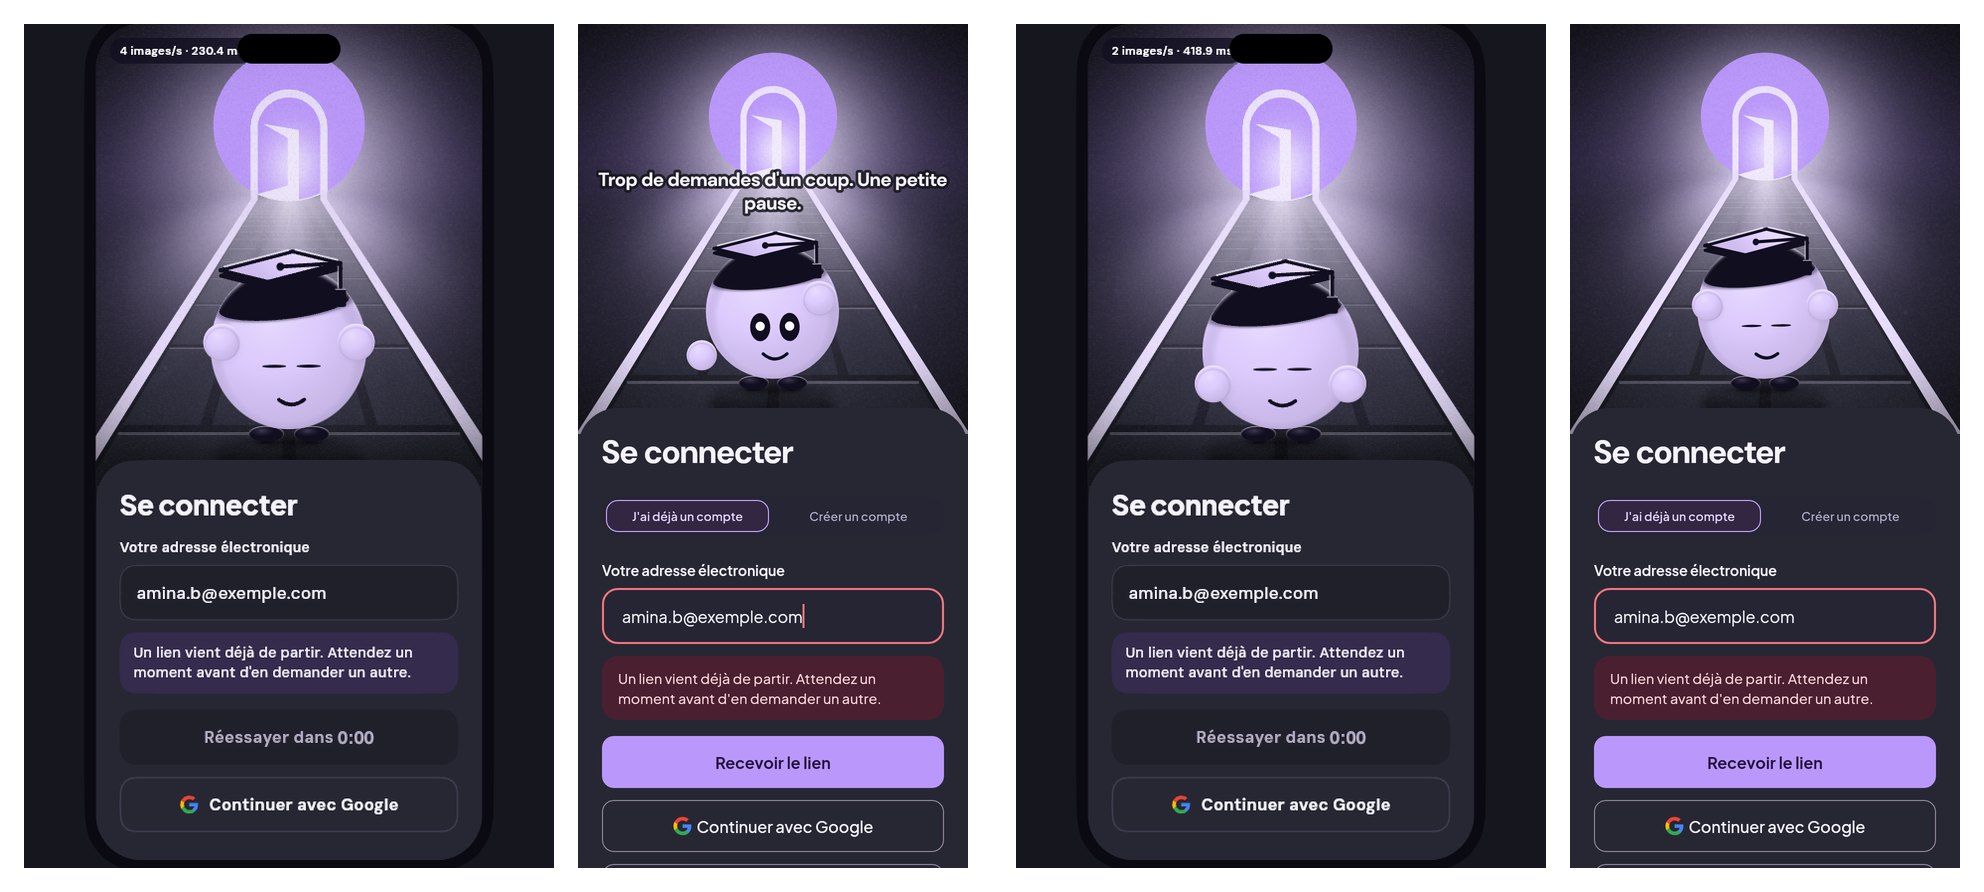 4 images/s · 230.4 m
Se connecter
Votre adresse électronique
amina.b@exemple.com
Un lien vient déjà de partir. Attendez un
moment avant d'en demander un autre.
Réessayer dans 0:00
Continuer avec Google
Trop de demandes d'un coup. Une petite
pause.
Se connecter
J'ai déjà un compte
Créer un compte
Votre adresse électronique
amina.b@exemple.com
Un lien vient déjà de partir. Attendez un
moment avant d'en demander un autre.
Recevoir le lien
Continuer avec Google
2 images/s · 418.9 ms
Se connecter
Votre adresse électronique
amina.b@exemple.com
Un lien vient déjà de partir. Attendez un
moment avant d'en demander un autre.
Réessayer dans 0:00
Continuer avec Google
Se connecter
J'ai déjà un compte
Créer un compte
Votre adresse électronique
amina.b@exemple.com
Un lien vient déjà de partir. Attendez un
moment avant d'en demander un autre.
Recevoir le lien
Continuer avec Google